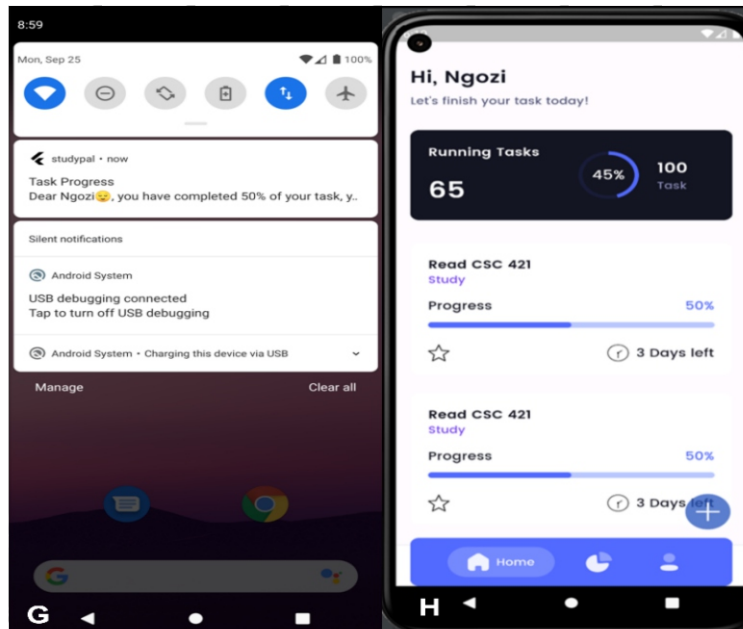 8:59
Mon, Sep 25
100%
studypal • now
Task Progress
Dear Ngozi😟, you have completed 50% of your task, y..
Silent notifications
Android System
USB debugging connected
Tap to turn off USB debugging
Android System • Charging this device via USB
Manage
Clear all
G
G
Hi, Ngozi
Let's finish your task today!
Running Tasks
65
45%
100
Task
Read CSC 421
Study
Progress
50%
3 Days left
Read CSC 421
Study
Progress
50%
3 Days left
Home
H